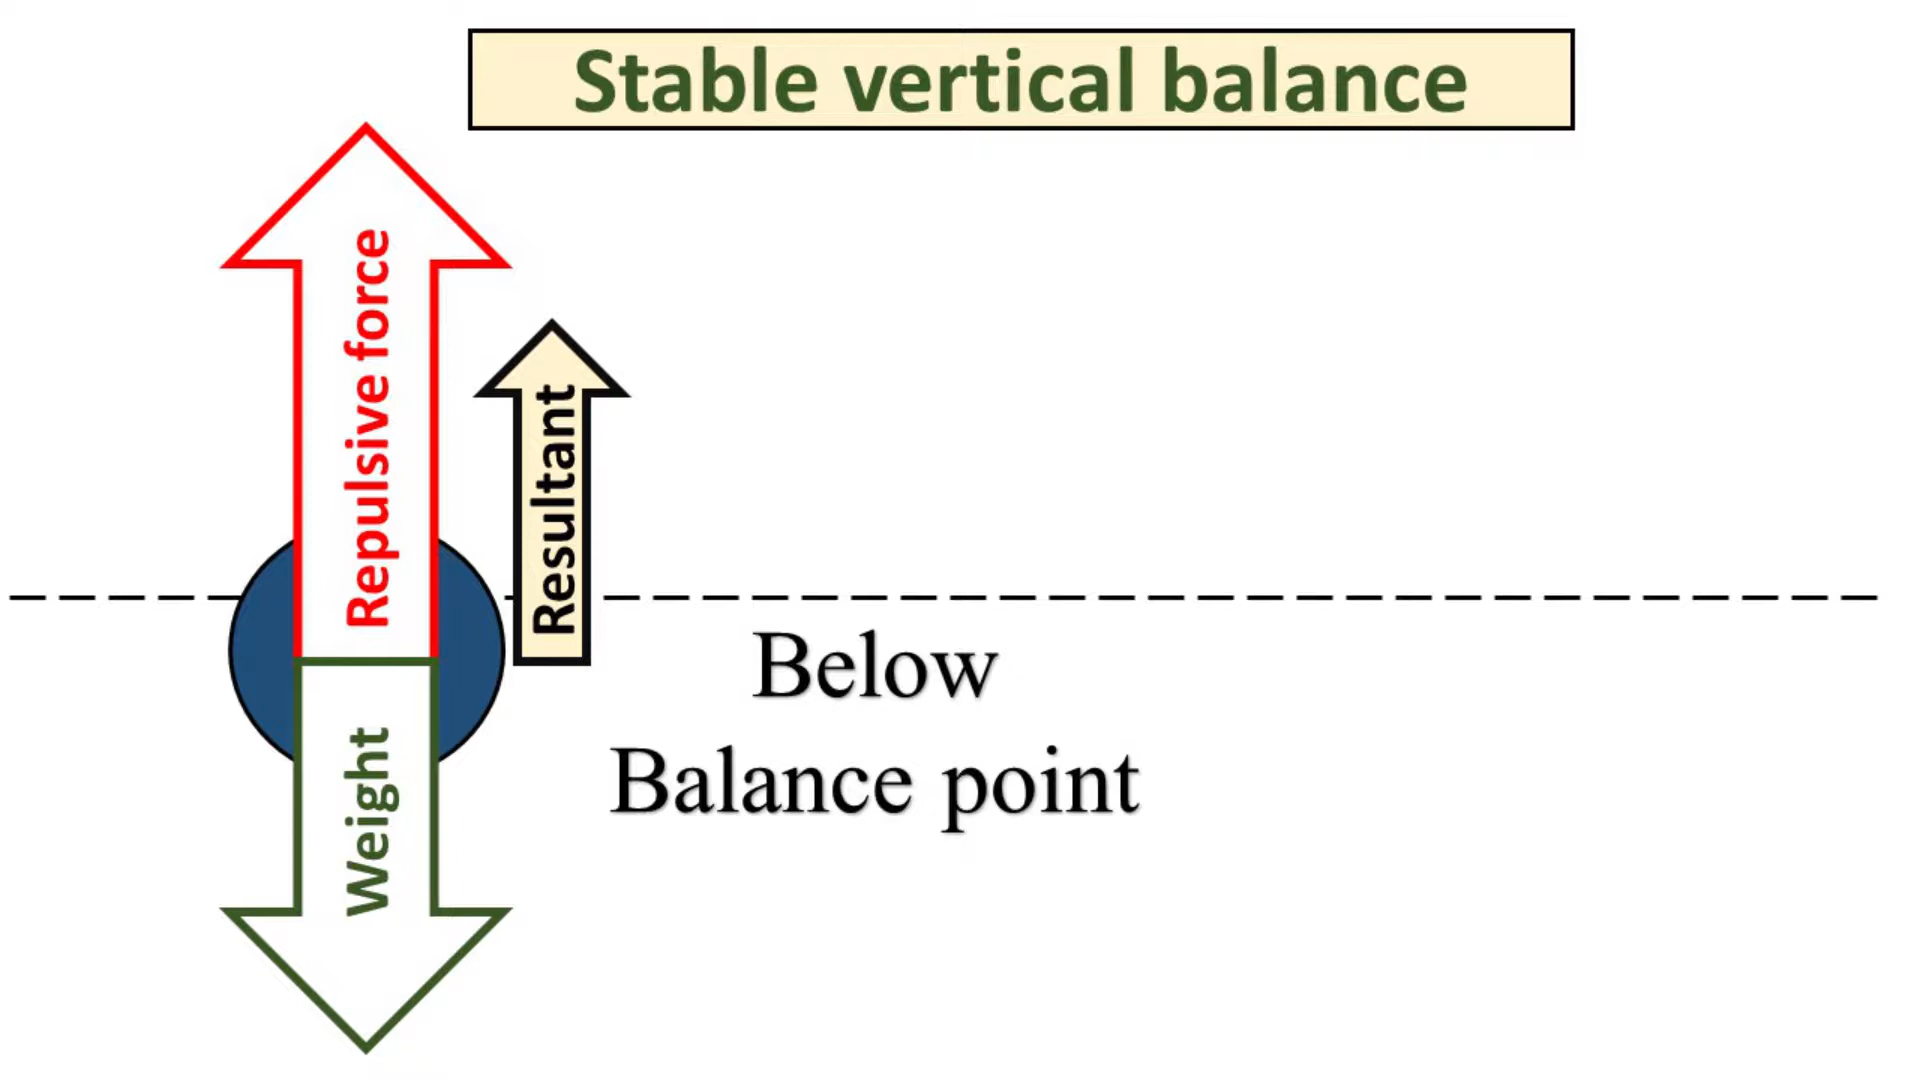 Stable vertical balance
Repulsive force
Resultant
Below
Balance point
Weight